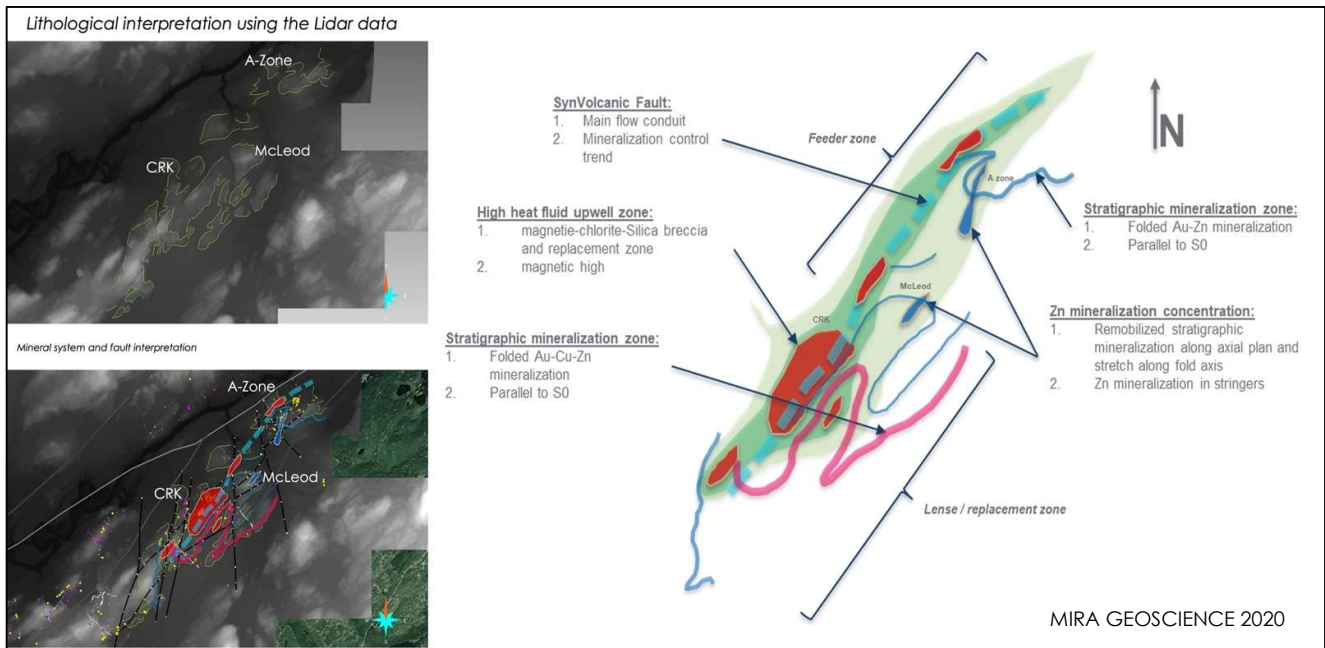 Lithological interpretation using the Lidar data
A-Zone
McLeod
CRK
Mineral system and fault interpretation
A-Zone
McLeod
CRK
SynVolcanic Fault:
1. Main flow conduit
2. Mineralization control
trend
High heat fluid upwell zone:
1. magnetie-chlorite-Silica breccia
and replacement zone
2. magnetic high
Stratigraphic mineralization zone:
1. Folded Au-Cu-Zn
mineralization
2. Parallel to S0
Feeder zone
A zone
McLeod
CRK
Lense / replacement zone
N
Stratigraphic mineralization zone:
1. Folded Au-Zn mineralization
2. Parallel to S0
Zn mineralization concentration:
1. Remobilized stratigraphic
mineralization along axial plan and
stretch along fold axis
2. Zn mineralization in stringers
MIRA GEOSCIENCE 2020